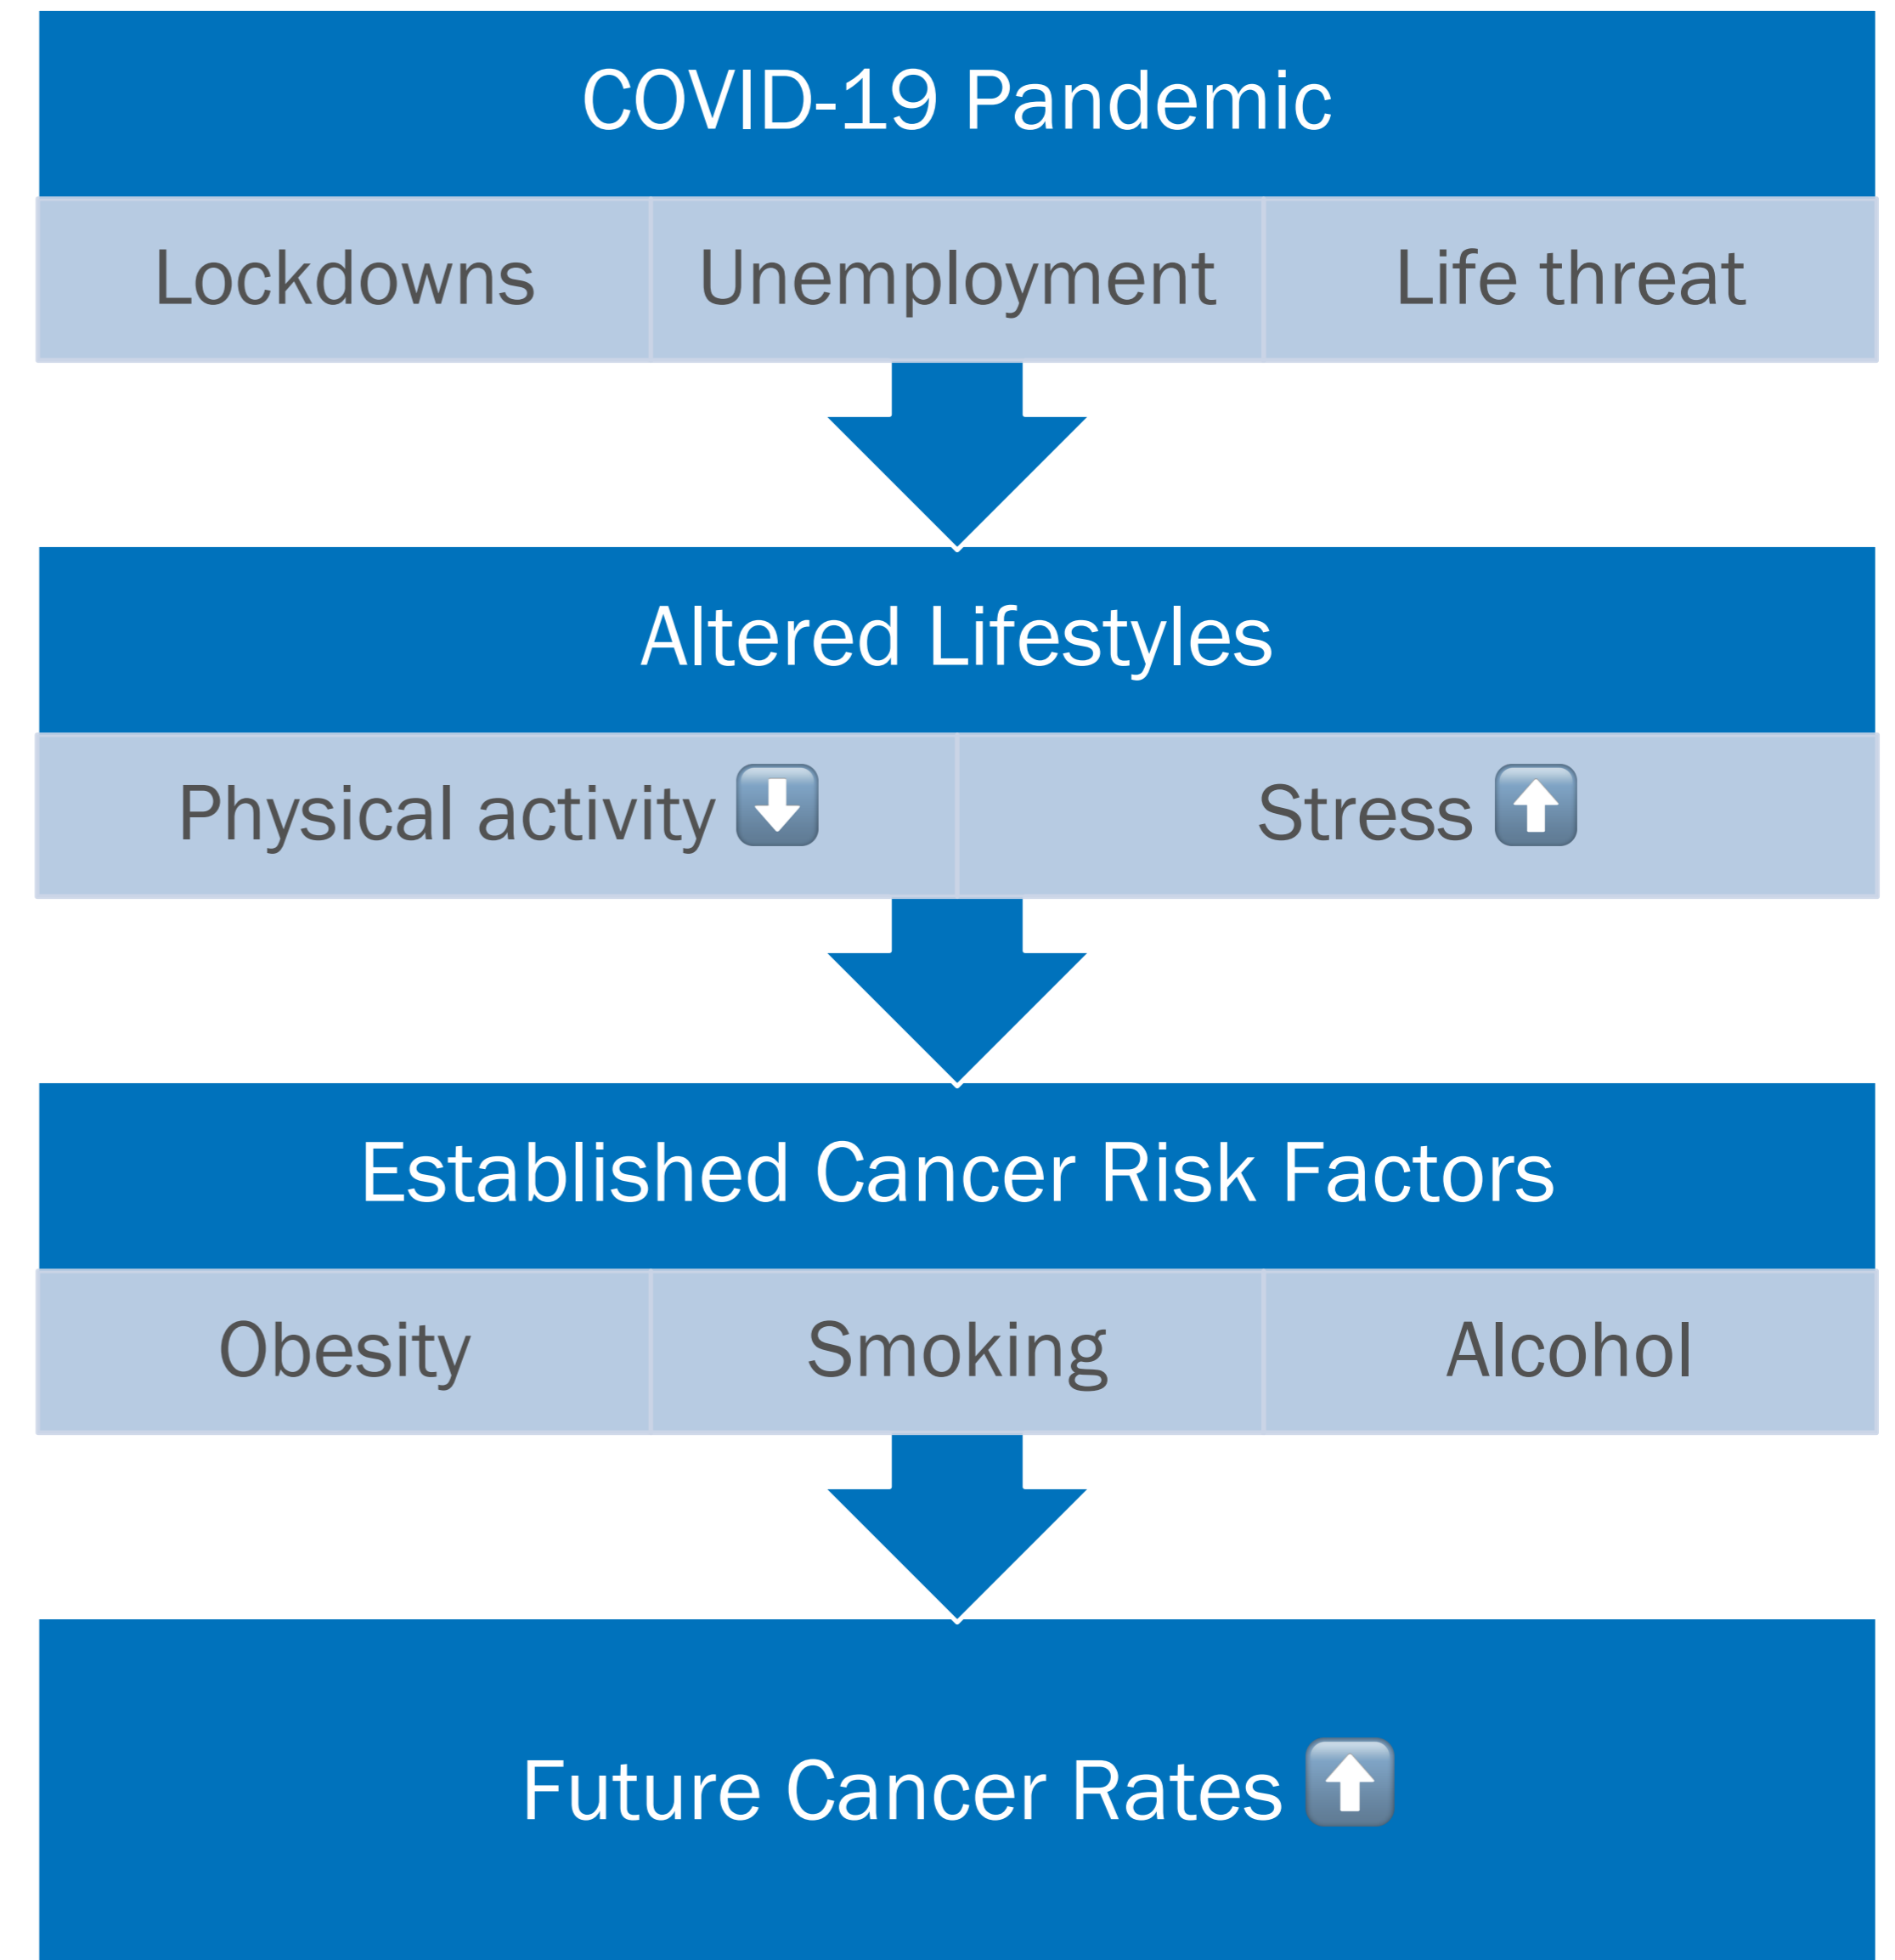 COVID-19 Pandemic
Lockdowns Unemployment Life threat
Altered Lifestyles
Physical activity ⬇️ Stress ⬆️
Established Cancer Risk Factors
Obesity Smoking Alcohol
Future Cancer Rates ⬆️